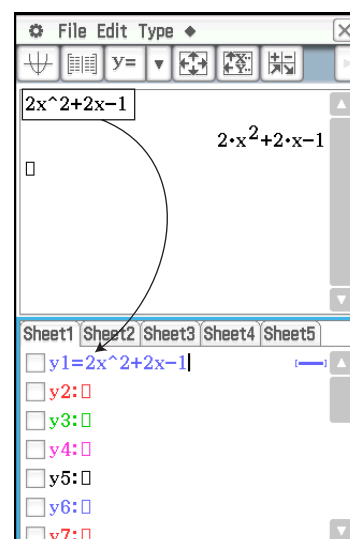 File Edit Type ◆
y=
2x^2+2x-1
2·x²+2·x-1
Sheet1 Sheet2 Sheet3 Sheet4 Sheet5
y1=2x^2+2x-1
y2:▯
y3:▯
y4:▯
y5:▯
y6:▯
y7:▯